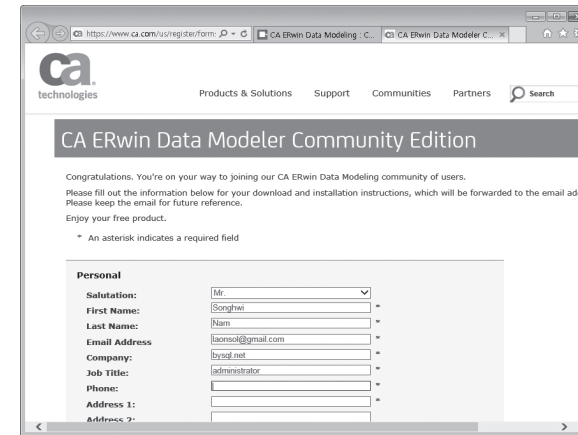 https://www.ca.com/us/register/form:
CA ERwin Data Modeling : C...
CA ERwin Data Modeler C...
ca
technologies
Products & Solutions
Support
Communities
Partners
Search
CA ERwin Data Modeler Community Edition
Congratulations. You're on your way to joining our CA ERwin Data Modeling community of users.
Please fill out the information below for your download and installation instructions, which will be forwarded to the email ad
Please keep the email for future reference.
Enjoy your free product.
* An asterisk indicates a required field
Personal
Salutation: Mr.
First Name: Songhwi *
Last Name: Nam *
Email Address laonsol@gmail.com *
Company: bysql.net *
Job Title: administrator *
Phone: *
Address 1: *
Address 2: